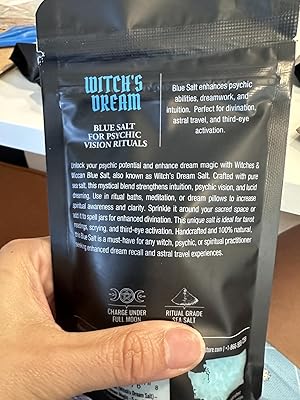 WITCH'S
DREAM
BLUE SALT
FOR PSYCHIC
VISION RITUALS
Blue Salt enhances psychic
abilities, dreamwork, and
intuition. Perfect for divination,
astral travel, and third-eye
activation.
Unlock your psychic potential and enhance dream magic with Witches &
Wiccan Blue Salt, also known as Witch's Dream Salt. Crafted with pure
sea salt, this mystical blend strengthens intuition, psychic vision, and lucid
dreaming. Use in ritual baths, meditation, or dream pillows to increase
spiritual awareness and clarity. Sprinkle it around your sacred space or
add it to spell jars for enhanced divination. This unique salt is ideal for tarot
readings, scrying, and third-eye activation. Handcrafted and 100% natural,
this Blue Salt is a must-have for any witch, psychic, or spiritual practitioner
seeking enhanced dream recall and astral travel experiences.
CHARGE UNDER
FULL MOON
RITUAL GRADE
SEA SALT
Dream Salt)